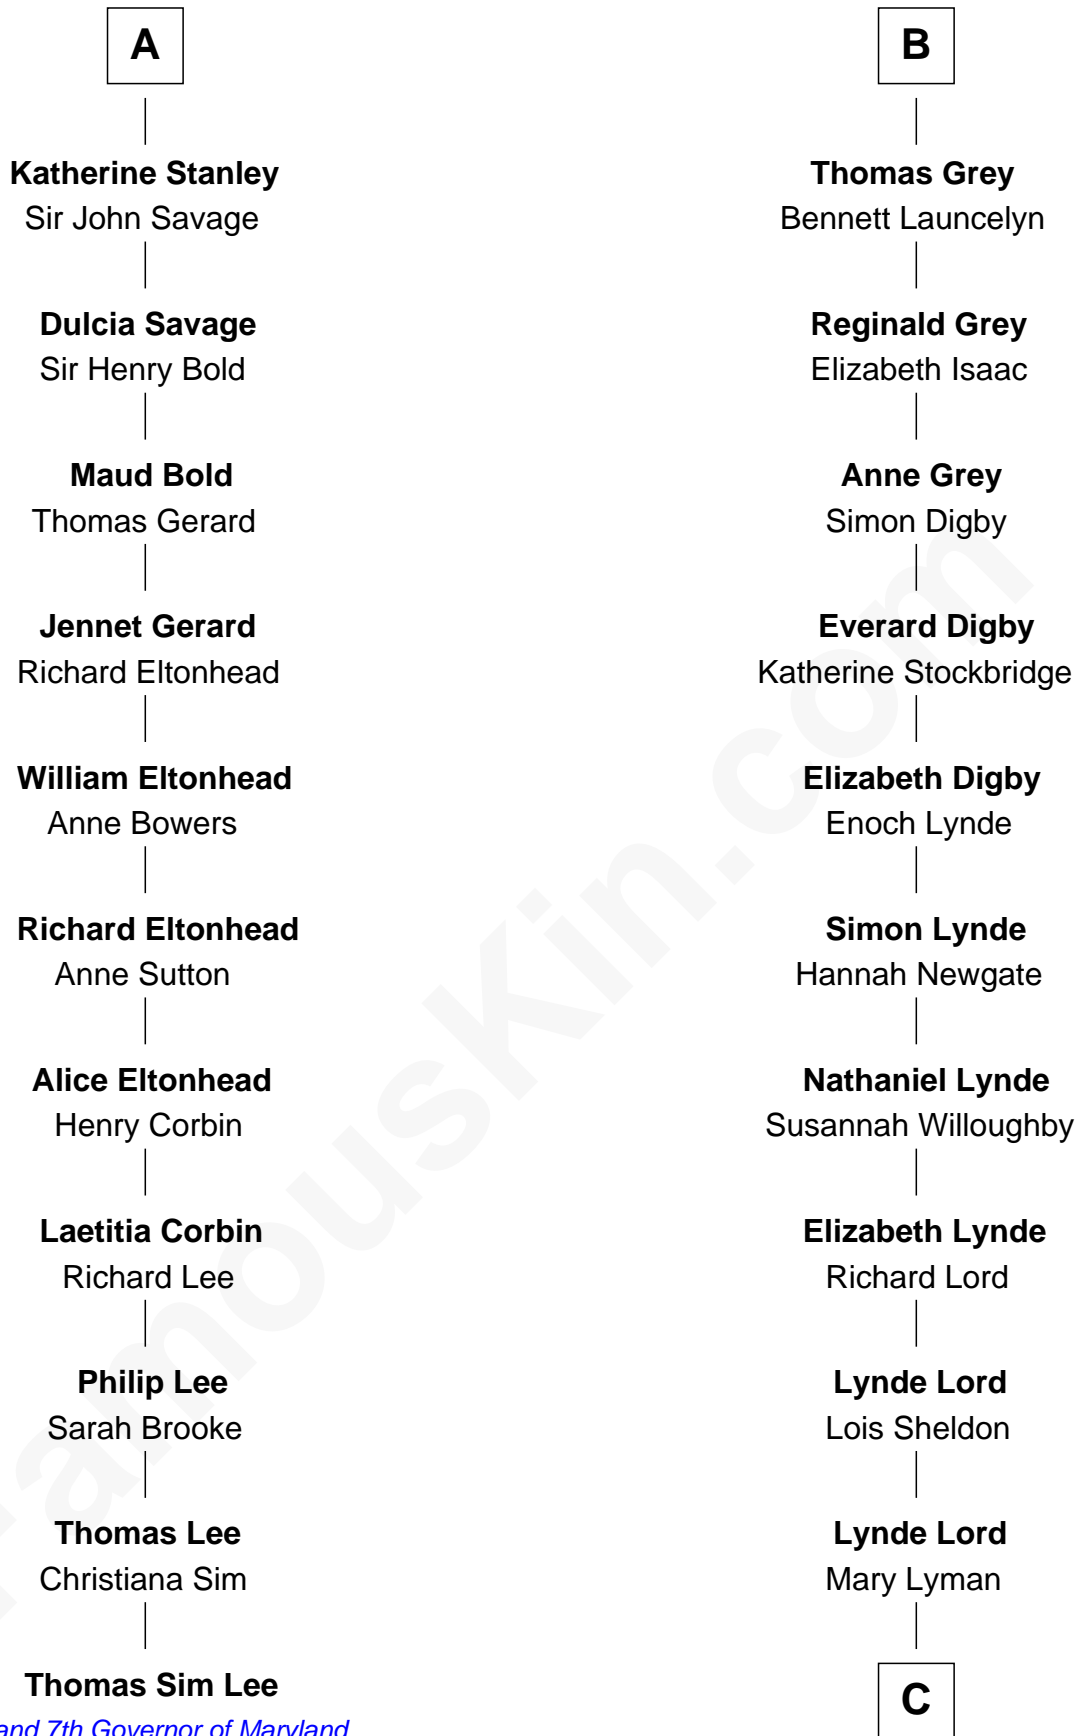 A
Katherine Stanley
Sir John Savage
Dulcia Savage
Sir Henry Bold
Maud Bold
Thomas Gerard
Jennet Gerard
Richard Eltonhead
William Eltonhead
Anne Bowers
Richard Eltonhead
Anne Sutton
Alice Eltonhead
Henry Corbin
Laetitia Corbin
Richard Lee
Philip Lee
Sarah Brooke
Thomas Lee
Christiana Sim
Thomas Sim Lee
and 7th Governor of Maryland
B
Thomas Grey
Bennett Launcelyn
Reginald Grey
Elizabeth Isaac
Anne Grey
Simon Digby
Everard Digby
Katherine Stockbridge
Elizabeth Digby
Enoch Lynde
Simon Lynde
Hannah Newgate
Nathaniel Lynde
Susannah Willoughby
Elizabeth Lynde
Richard Lord
Lynde Lord
Lois Sheldon
Lynde Lord
Mary Lyman
C
FamousKin.com